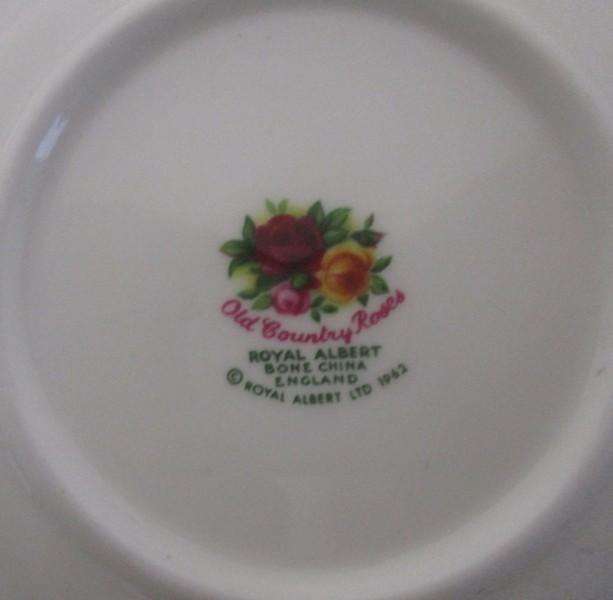 Old Country Roses
ROYAL ALBERT
BONE CHINA
ENGLAND
© ROYAL ALBERT LTD 1962